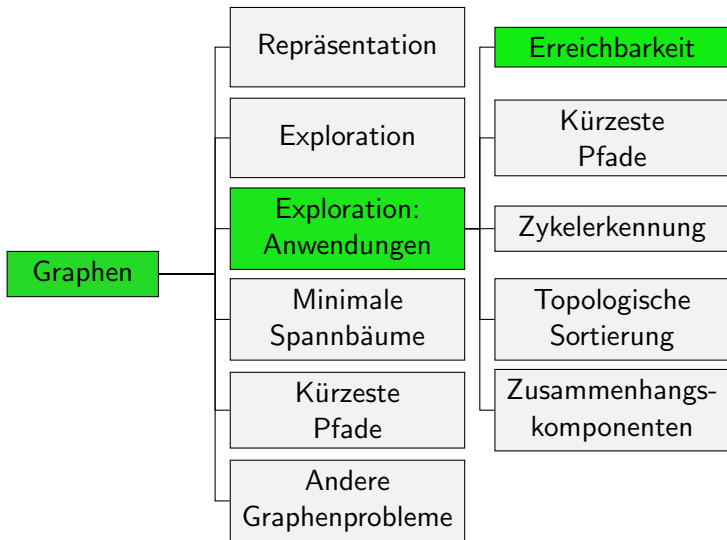 Graphen
Repräsentation
Exploration
Exploration:
Anwendungen
Minimale
Spannbäume
Kürzeste
Pfade
Andere
Graphenprobleme
Erreichbarkeit
Kürzeste
Pfade
Zykelerkennung
Topologische
Sortierung
Zusammenhangs-
komponenten